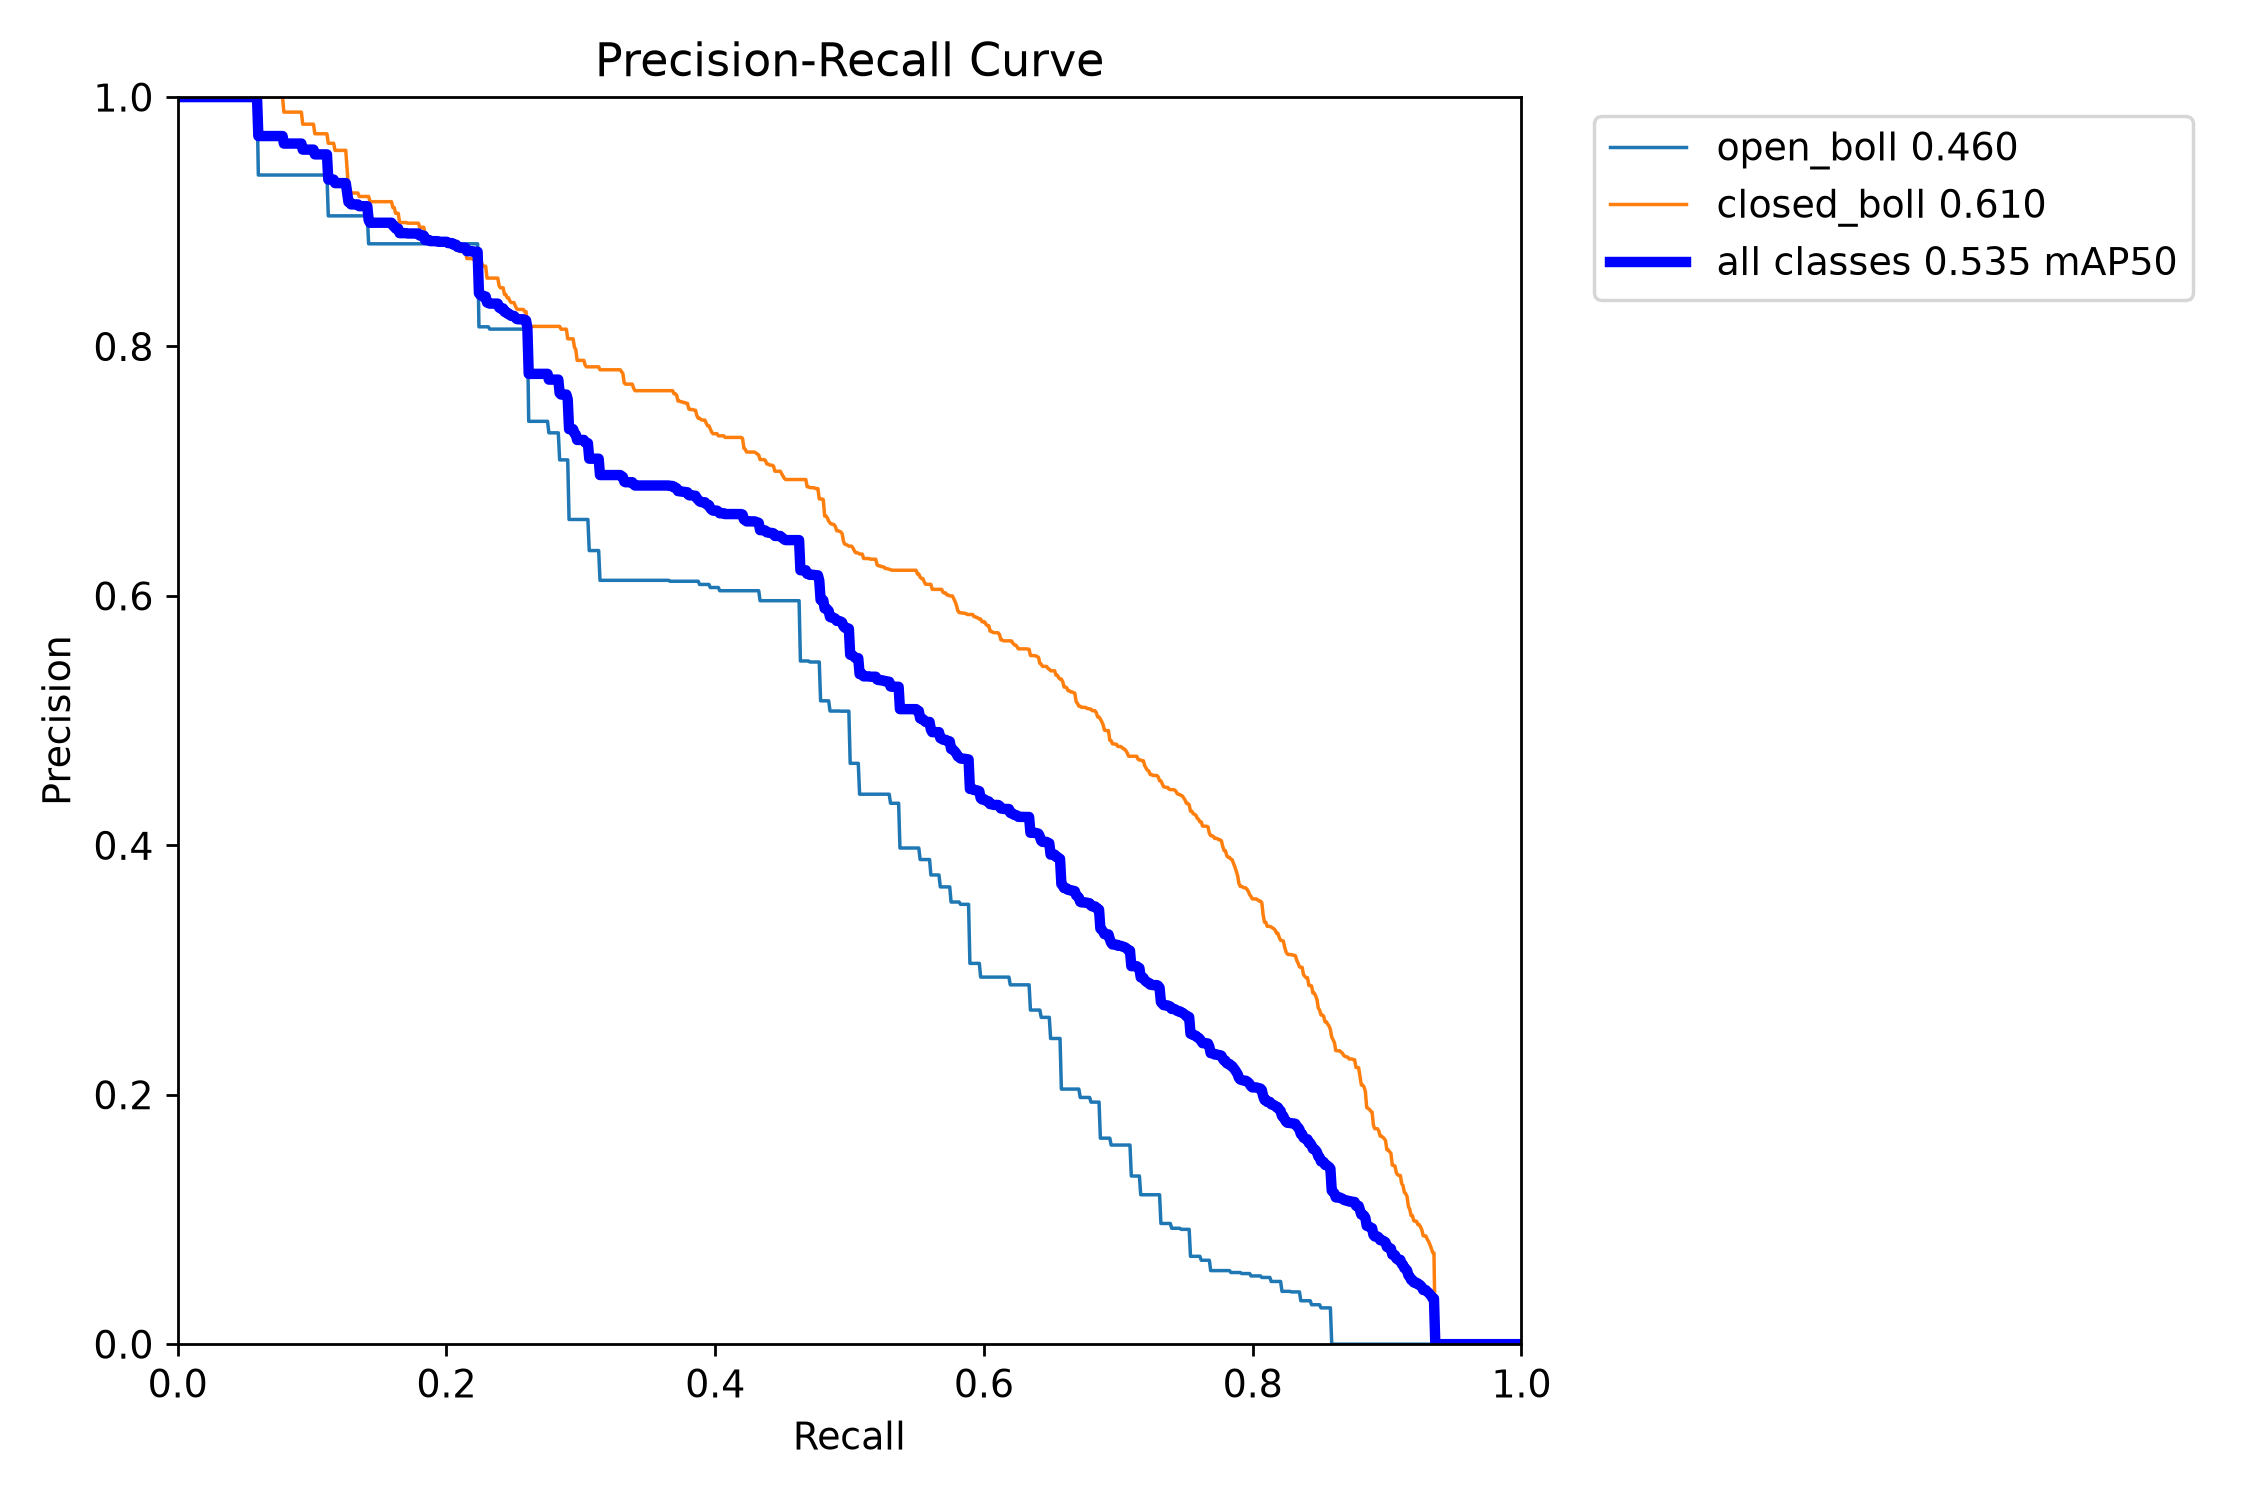 Precision-Recall Curve
1.0
0.8
0.6
0.4
0.2
0.0
Precision
0.0 0.2 0.4 0.6 0.8 1.0
Recall
open_boll 0.460
closed_boll 0.610
all classes 0.535 mAP50